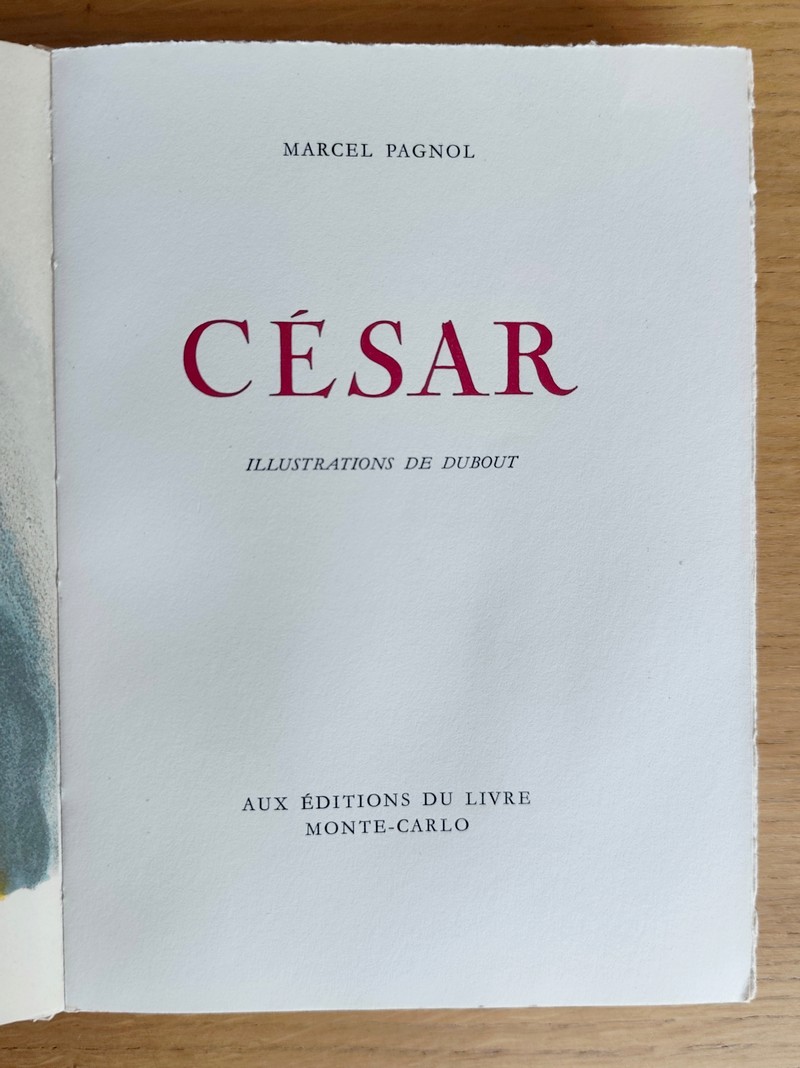 MARCEL PAGNOL
CÉSAR
ILLUSTRATIONS DE DUBOUT
AUX ÉDITIONS DU LIVRE
MONTE-CARLO